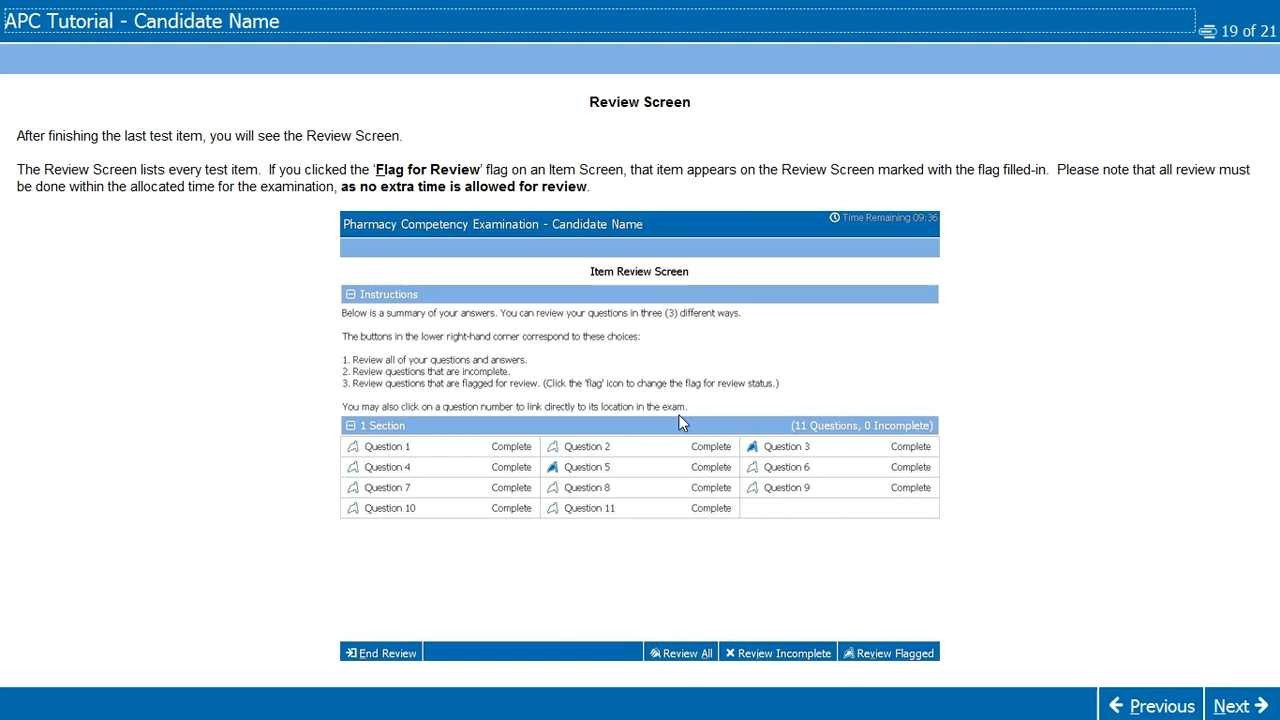 APC Tutorial - Candidate Name
19 of 21
Review Screen
After finishing the last test item, you will see the Review Screen.
The Review Screen lists every test item.  If you clicked the ‘Flag for Review’ flag on an Item Screen, that item appears on the Review Screen marked with the flag filled-in.  Please note that all review must
be done within the allocated time for the examination, as no extra time is allowed for review.
Pharmacy Competency Examination - Candidate Name
Time Remaining 09:36
Item Review Screen
Instructions
Below is a summary of your answers. You can review your questions in three (3) different ways.
The buttons in the lower right-hand corner correspond to these choices:
1. Review all of your questions and answers.
2. Review questions that are incomplete.
3. Review questions that are flagged for review. (Click the 'flag' icon to change the flag for review status.)
You may also click on a question number to link directly to its location in the exam.
1 Section (11 Questions, 0 Incomplete)
Question 1 Complete Question 2 Complete Question 3 Complete
Question 4 Complete Question 5 Complete Question 6 Complete
Question 7 Complete Question 8 Complete Question 9 Complete
Question 10 Complete Question 11 Complete
End Review Review All Review Incomplete Review Flagged
Previous Next